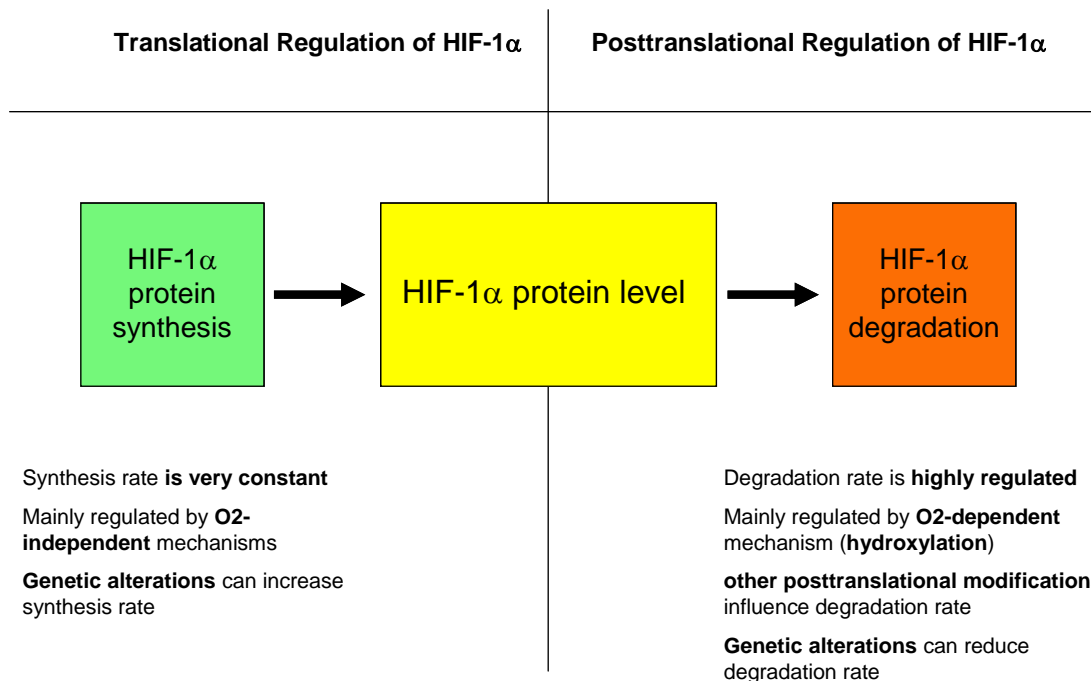 Translational Regulation of HIF-1α
Posttranslational Regulation of HIF-1α
HIF-1α
protein
synthesis
HIF-1α protein level
HIF-1α
protein
degradation
Synthesis rate is very constant
Mainly regulated by O2-
independent mechanisms
Genetic alterations can increase
synthesis rate
Degradation rate is highly regulated
Mainly regulated by O2-dependent
mechanism (hydroxylation)
other posttranslational modification
influence degradation rate
Genetic alterations can reduce
degradation rate